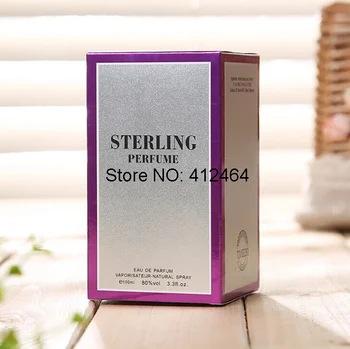 STERLING
PERFUME
Store NO: 412464
EAU DE PARFUM
VAPORISATEUR-NATURAL SPRAY
℮100ml 80%vol 3.3fl.oz